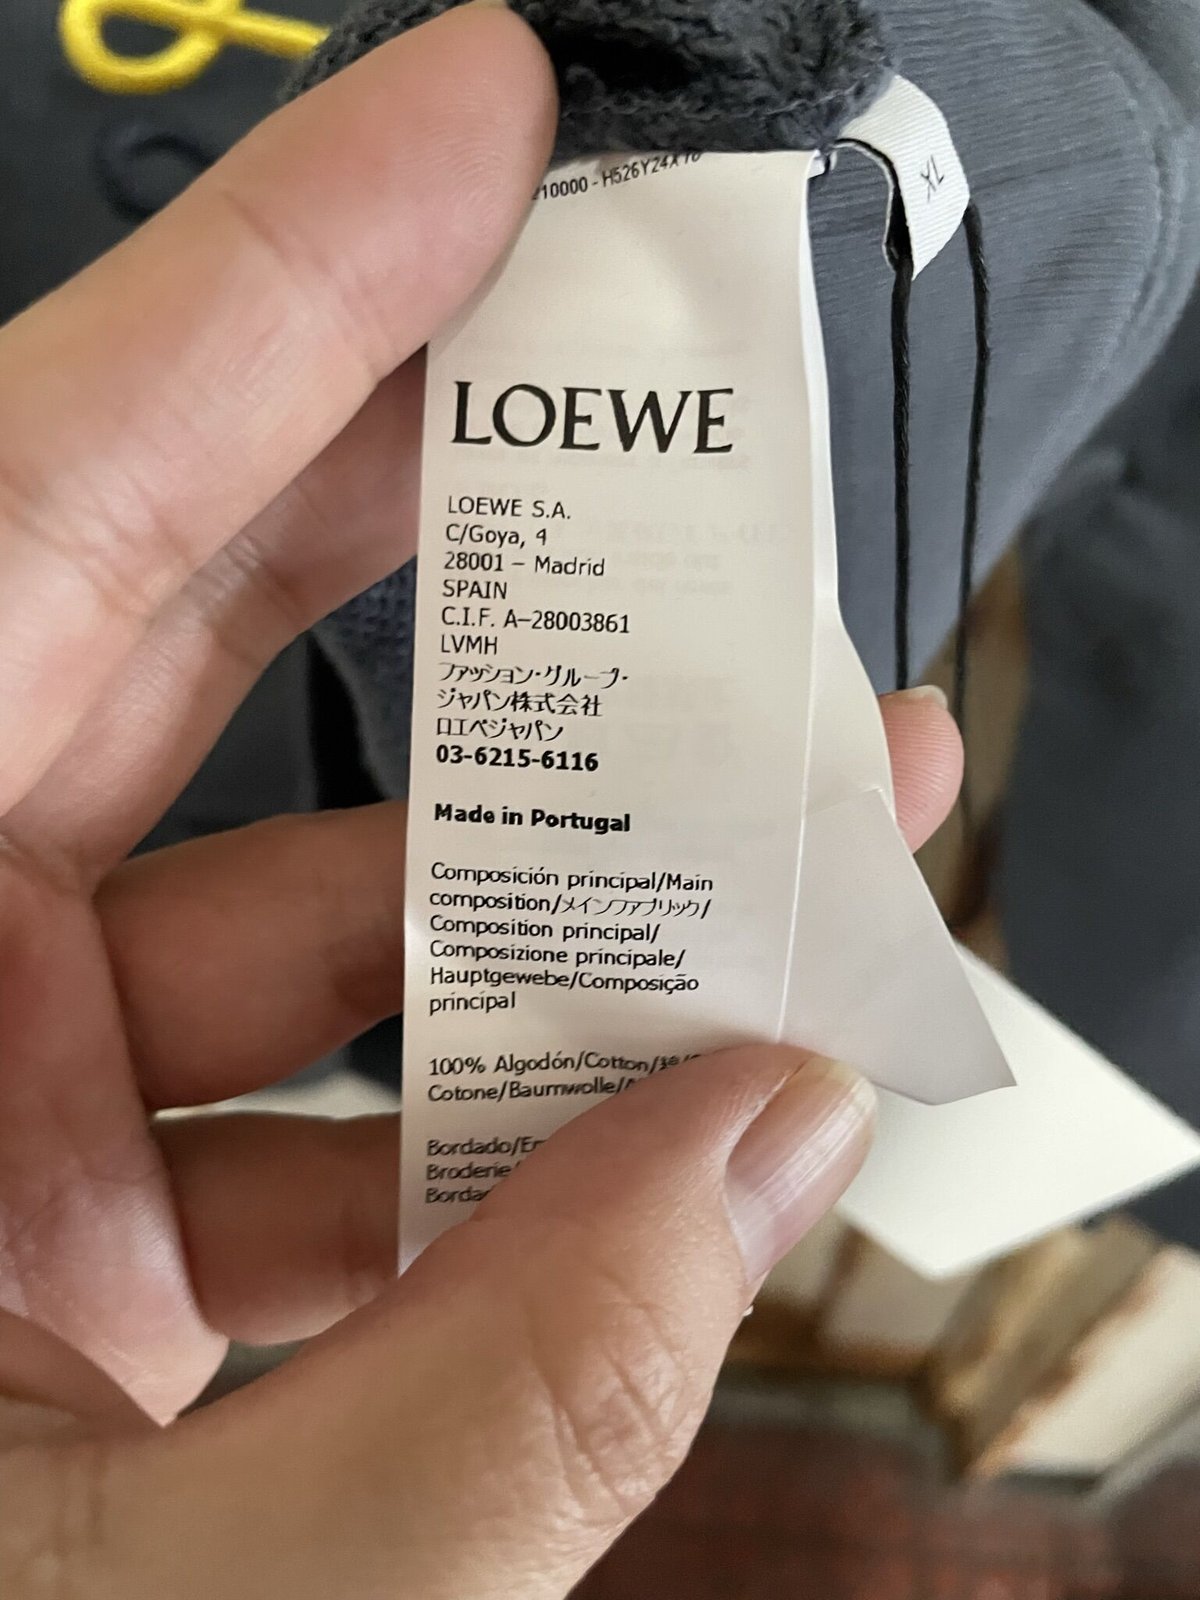 10000 - H526Y24X
LOEWE
LOEWE S.A.
C/Goya, 4
28001 – Madrid
SPAIN
C.I.F. A–28003861
LVMH
ファッション・グループ・
ジャパン株式会社
ロエベジャパン
03-6215-6116
Made in Portugal
Composición principal/Main
composition/メインファブリック/
Composition principal/
Composizione principale/
Hauptgewebe/Composição
principal
100% Algodón/Cotton/
Cotone/Baumwolle/
Bordado/
Broderie/